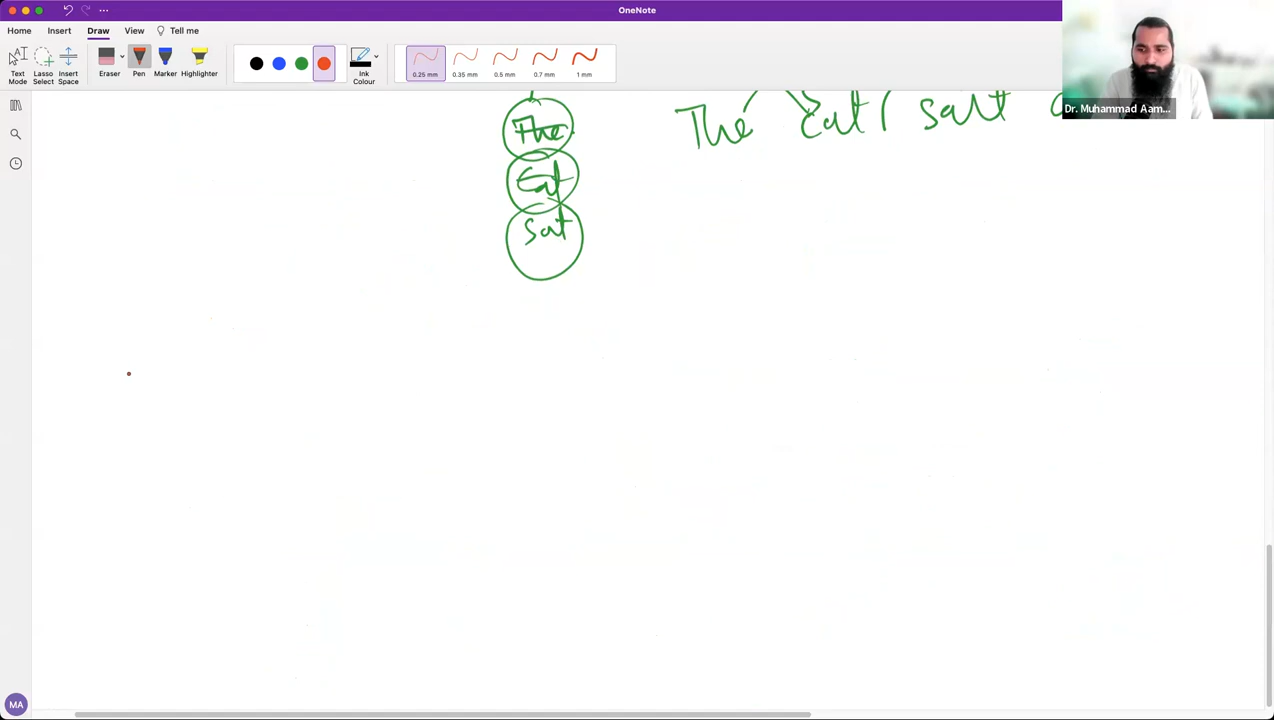 OneNote
Home Insert Draw View Tell me
Text Mode
Lasso Select
Insert Space
Eraser
Pen
Marker
Highlighter
Ink Colour
0.25 mm
0.35 mm
0.5 mm
0.7 mm
1 mm
Dr. Muhammad Aam...
The
Cat
Sat
The cat sat
MA